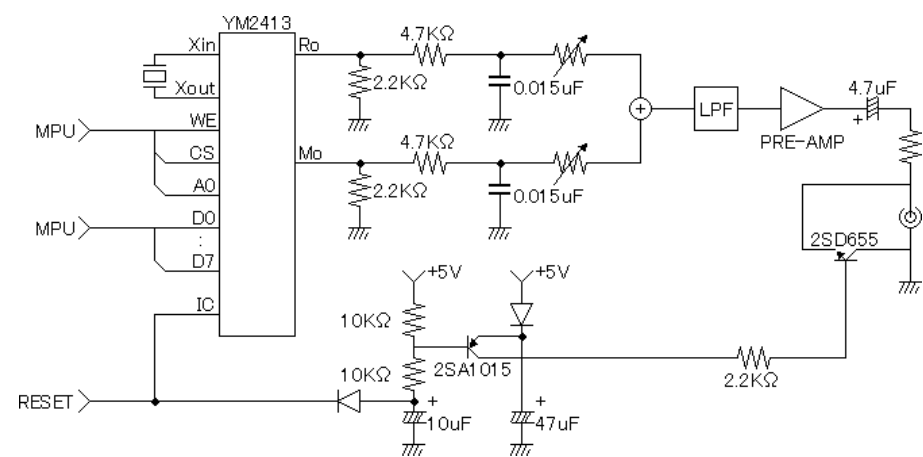 YM2413
Xin
Xout
WE
CS
A0
D0
:
D7
IC
Ro
Mo
MPU
MPU
RESET
4.7KΩ
2.2KΩ
0.015uF
4.7KΩ
2.2KΩ
0.015uF
+
LPF
PRE-AMP
4.7uF
+
2SD655
+5V
+5V
10KΩ
10KΩ
2SA1015
+
10uF
+
47uF
2.2KΩ